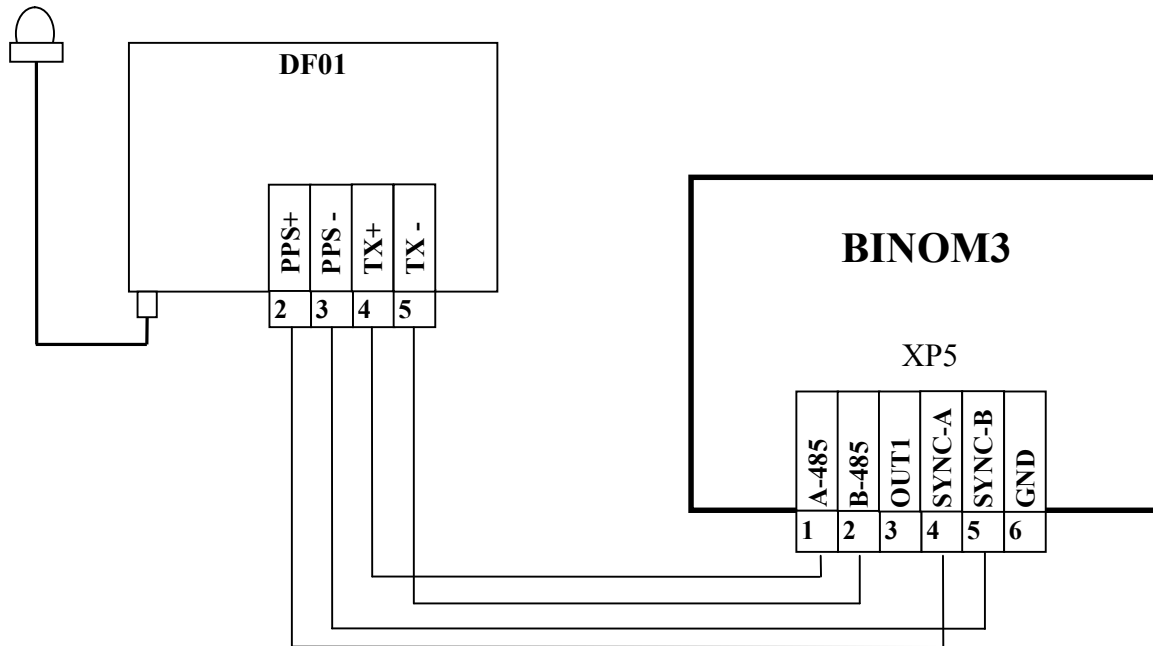 DF01
PPS+
PPS -
TX+
TX -
2 3 4 5
BINOM3
XP5
A-485
B-485
OUT1
SYNC-A
SYNC-B
GND
1 2 3 4 5 6